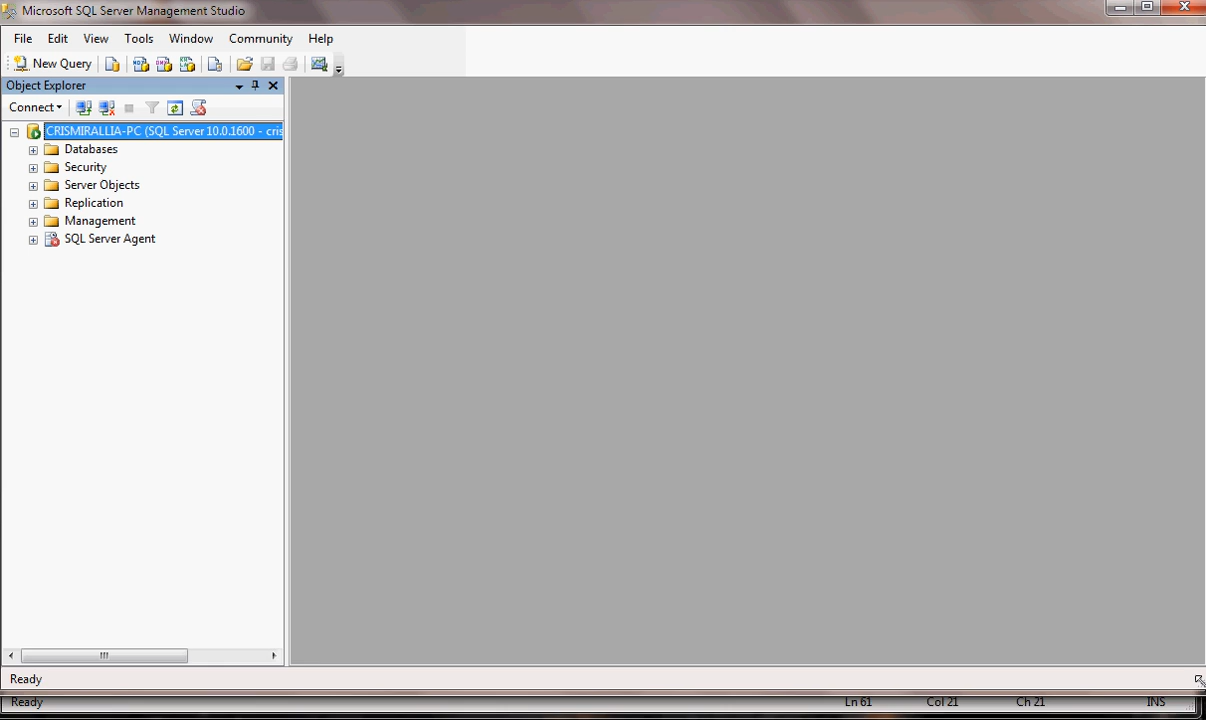 Microsoft SQL Server Management Studio
File Edit View Tools Window Community Help
New Query
Object Explorer
Connect
CRISMIRALLIA-PC (SQL Server 10.0.1600 - cris
Databases
Security
Server Objects
Replication
Management
SQL Server Agent
Ready
Ready Ln 61 Col 21 Ch 21 INS